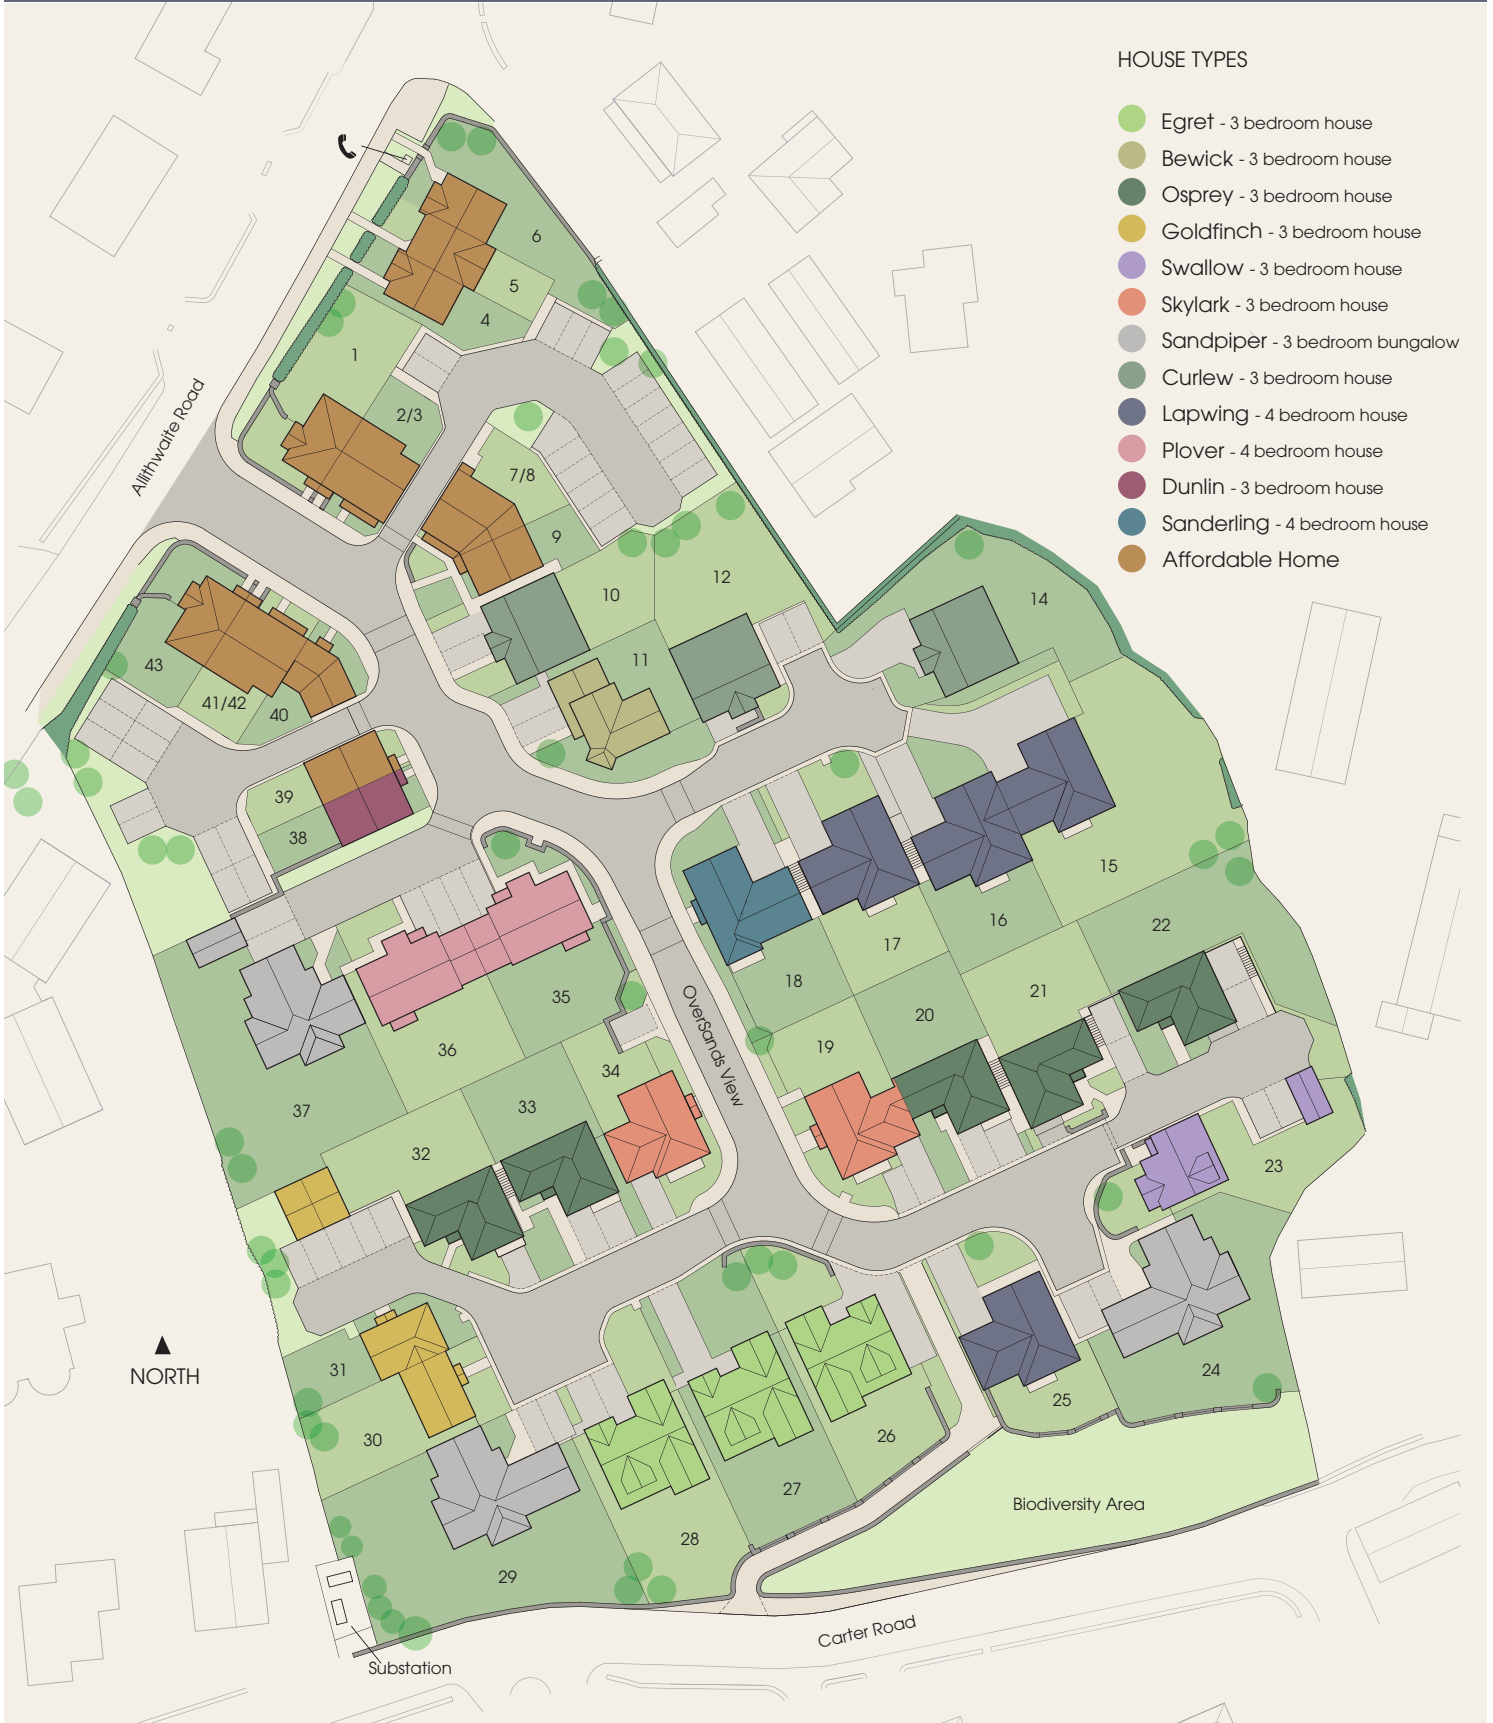 HOUSE TYPES
Egret - 3 bedroom house
Bewick - 3 bedroom house
Osprey - 3 bedroom house
Goldfinch - 3 bedroom house
Swallow - 3 bedroom house
Skylark - 3 bedroom house
Sandpiper - 3 bedroom bungalow
Curlew - 3 bedroom house
Lapwing - 4 bedroom house
Plover - 4 bedroom house
Dunlin - 3 bedroom house
Sanderling - 4 bedroom house
Affordable Home
6
5
4
1
2/3
Allithwaite Road
7/8
9
10
12
11
14
43
41/42
40
39
38
15
16
17
18
22
21
20
19
OverSands View
35
36
37
34
33
32
23
24
25
31
30
29
28
27
26
NORTH
Biodiversity Area
Carter Road
Substation